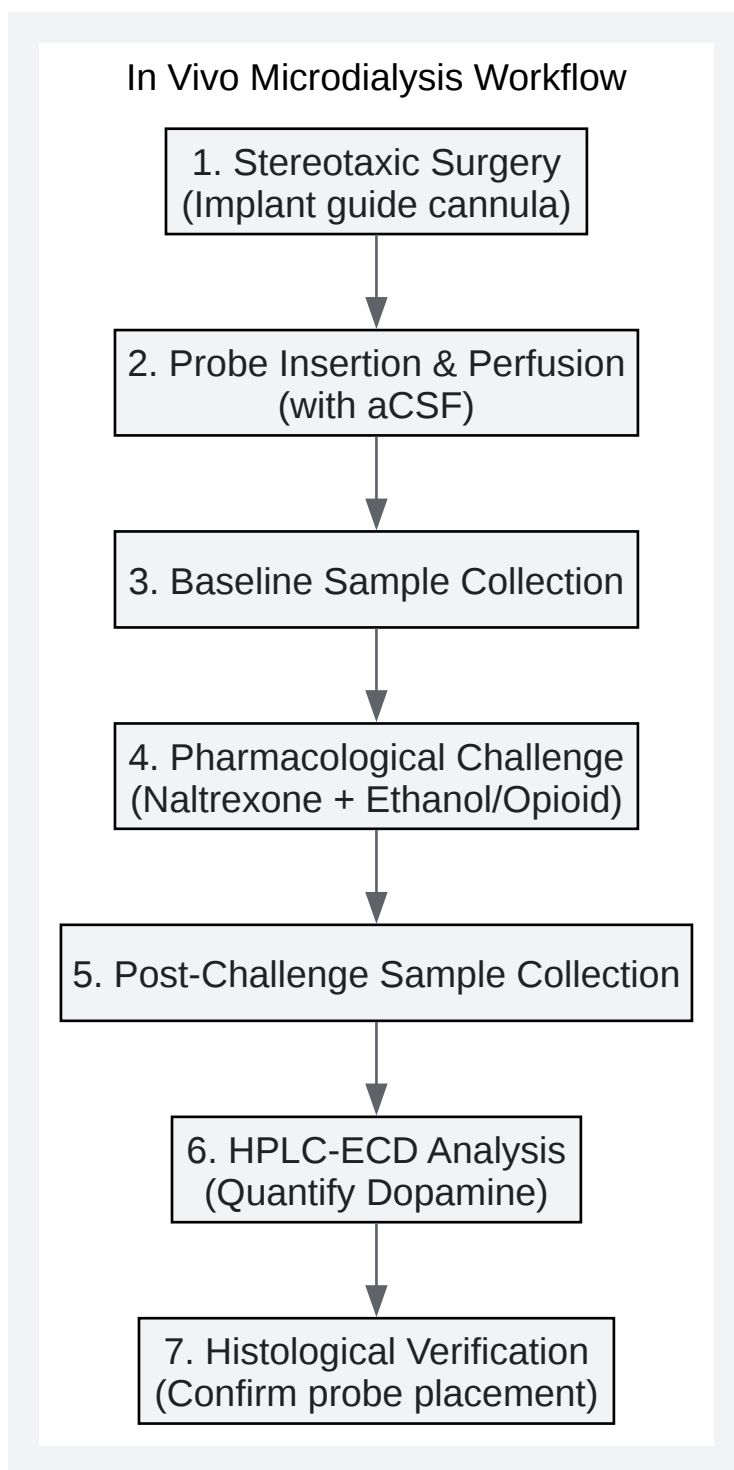 In Vivo Microdialysis Workflow
1. Stereotaxic Surgery
(Implant guide cannula)
2. Probe Insertion & Perfusion
(with aCSF)
3. Baseline Sample Collection
4. Pharmacological Challenge
(Naltrexone + Ethanol/Opioid)
5. Post-Challenge Sample Collection
6. HPLC-ECD Analysis
(Quantify Dopamine)
7. Histological Verification
(Confirm probe placement)